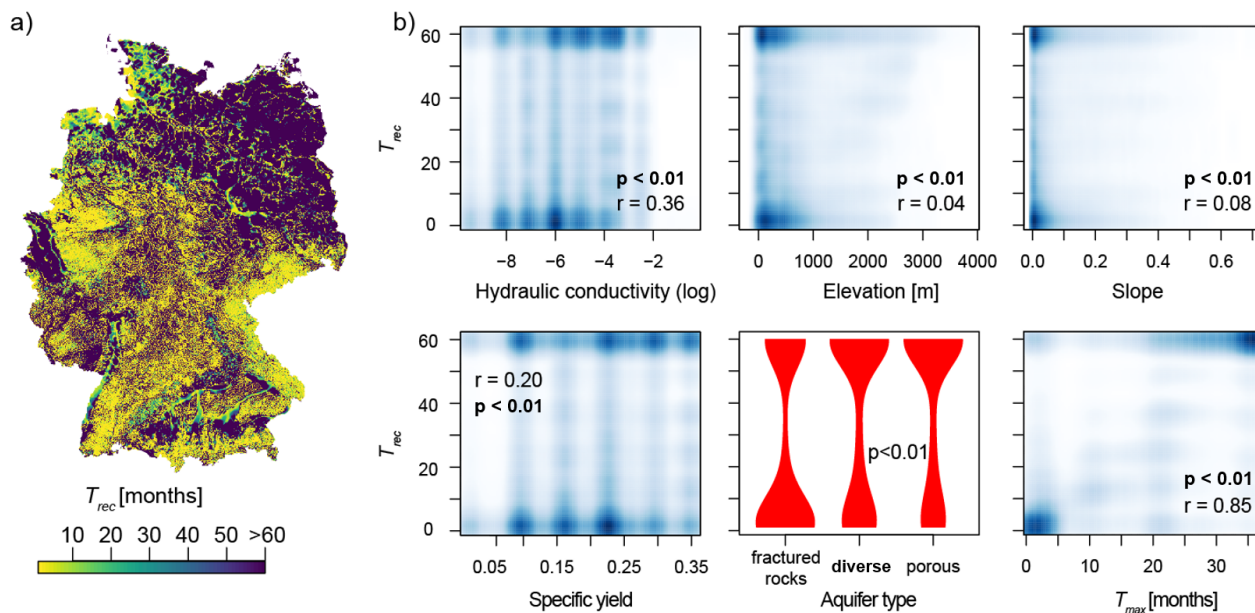 a)
T_rec [months]
10 20 30 40 50 >60
b)
T_rec
60
40
20
0
p < 0.01
r = 0.36
−8 −6 −4 −2
Hydraulic conductivity (log)
p < 0.01
r = 0.04
0 1000 2000 3000 4000
Elevation [m]
p < 0.01
r = 0.08
0.0 0.2 0.4 0.6
Slope
T_rec
60
40
20
0
r = 0.20
p < 0.01
0.05 0.15 0.25 0.35
Specific yield
p<0.01
fractured
rocks
diverse
porous
Aquifer type
p < 0.01
r = 0.85
0 10 20 30
T_max [months]